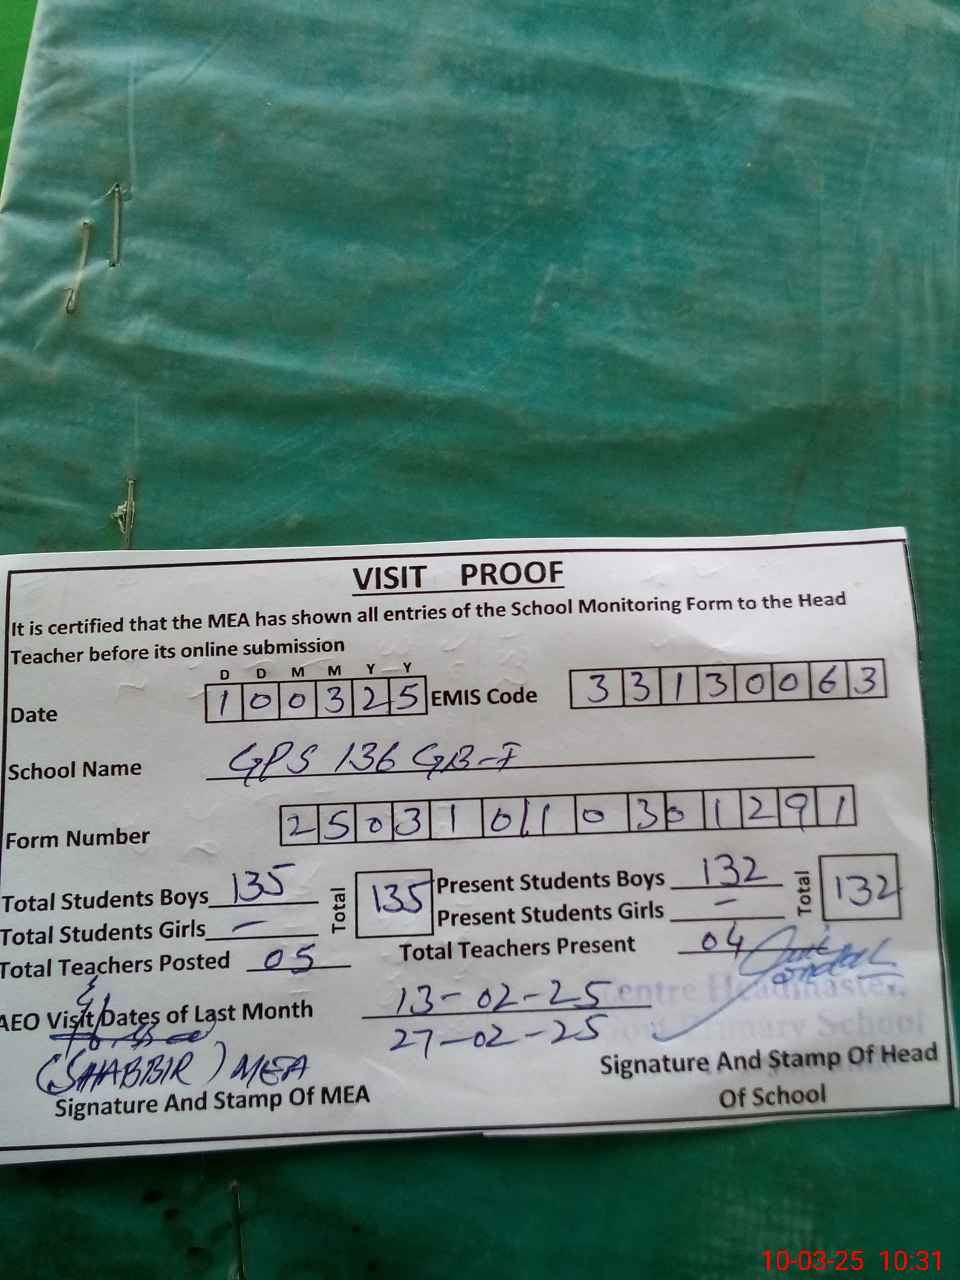 VISIT PROOF
It is certified that the MEA has shown all entries of the School Monitoring Form to the Head
Teacher before its online submission
D D M M Y Y
Date 1 0 0 3 2 5 EMIS Code 3 3 1 3 0 0 6 3
School Name GPS 136 GB-I
Form Number 2 5 0 3 1 0 1 1 0 3 0 1 1 2 9 1
Total Students Boys 135 Total 135 Present Students Boys 132 Total 132
Total Students Girls – Present Students Girls –
Total Teachers Posted 05 Total Teachers Present 04
AEO Visit/Dates of Last Month 13-02-25
27-02-25
Centre Headmaster,
Primary School
(SHABBIR) MEA
Signature And Stamp Of MEA
Signature And Stamp Of Head
Of School
10-03-25 10:31